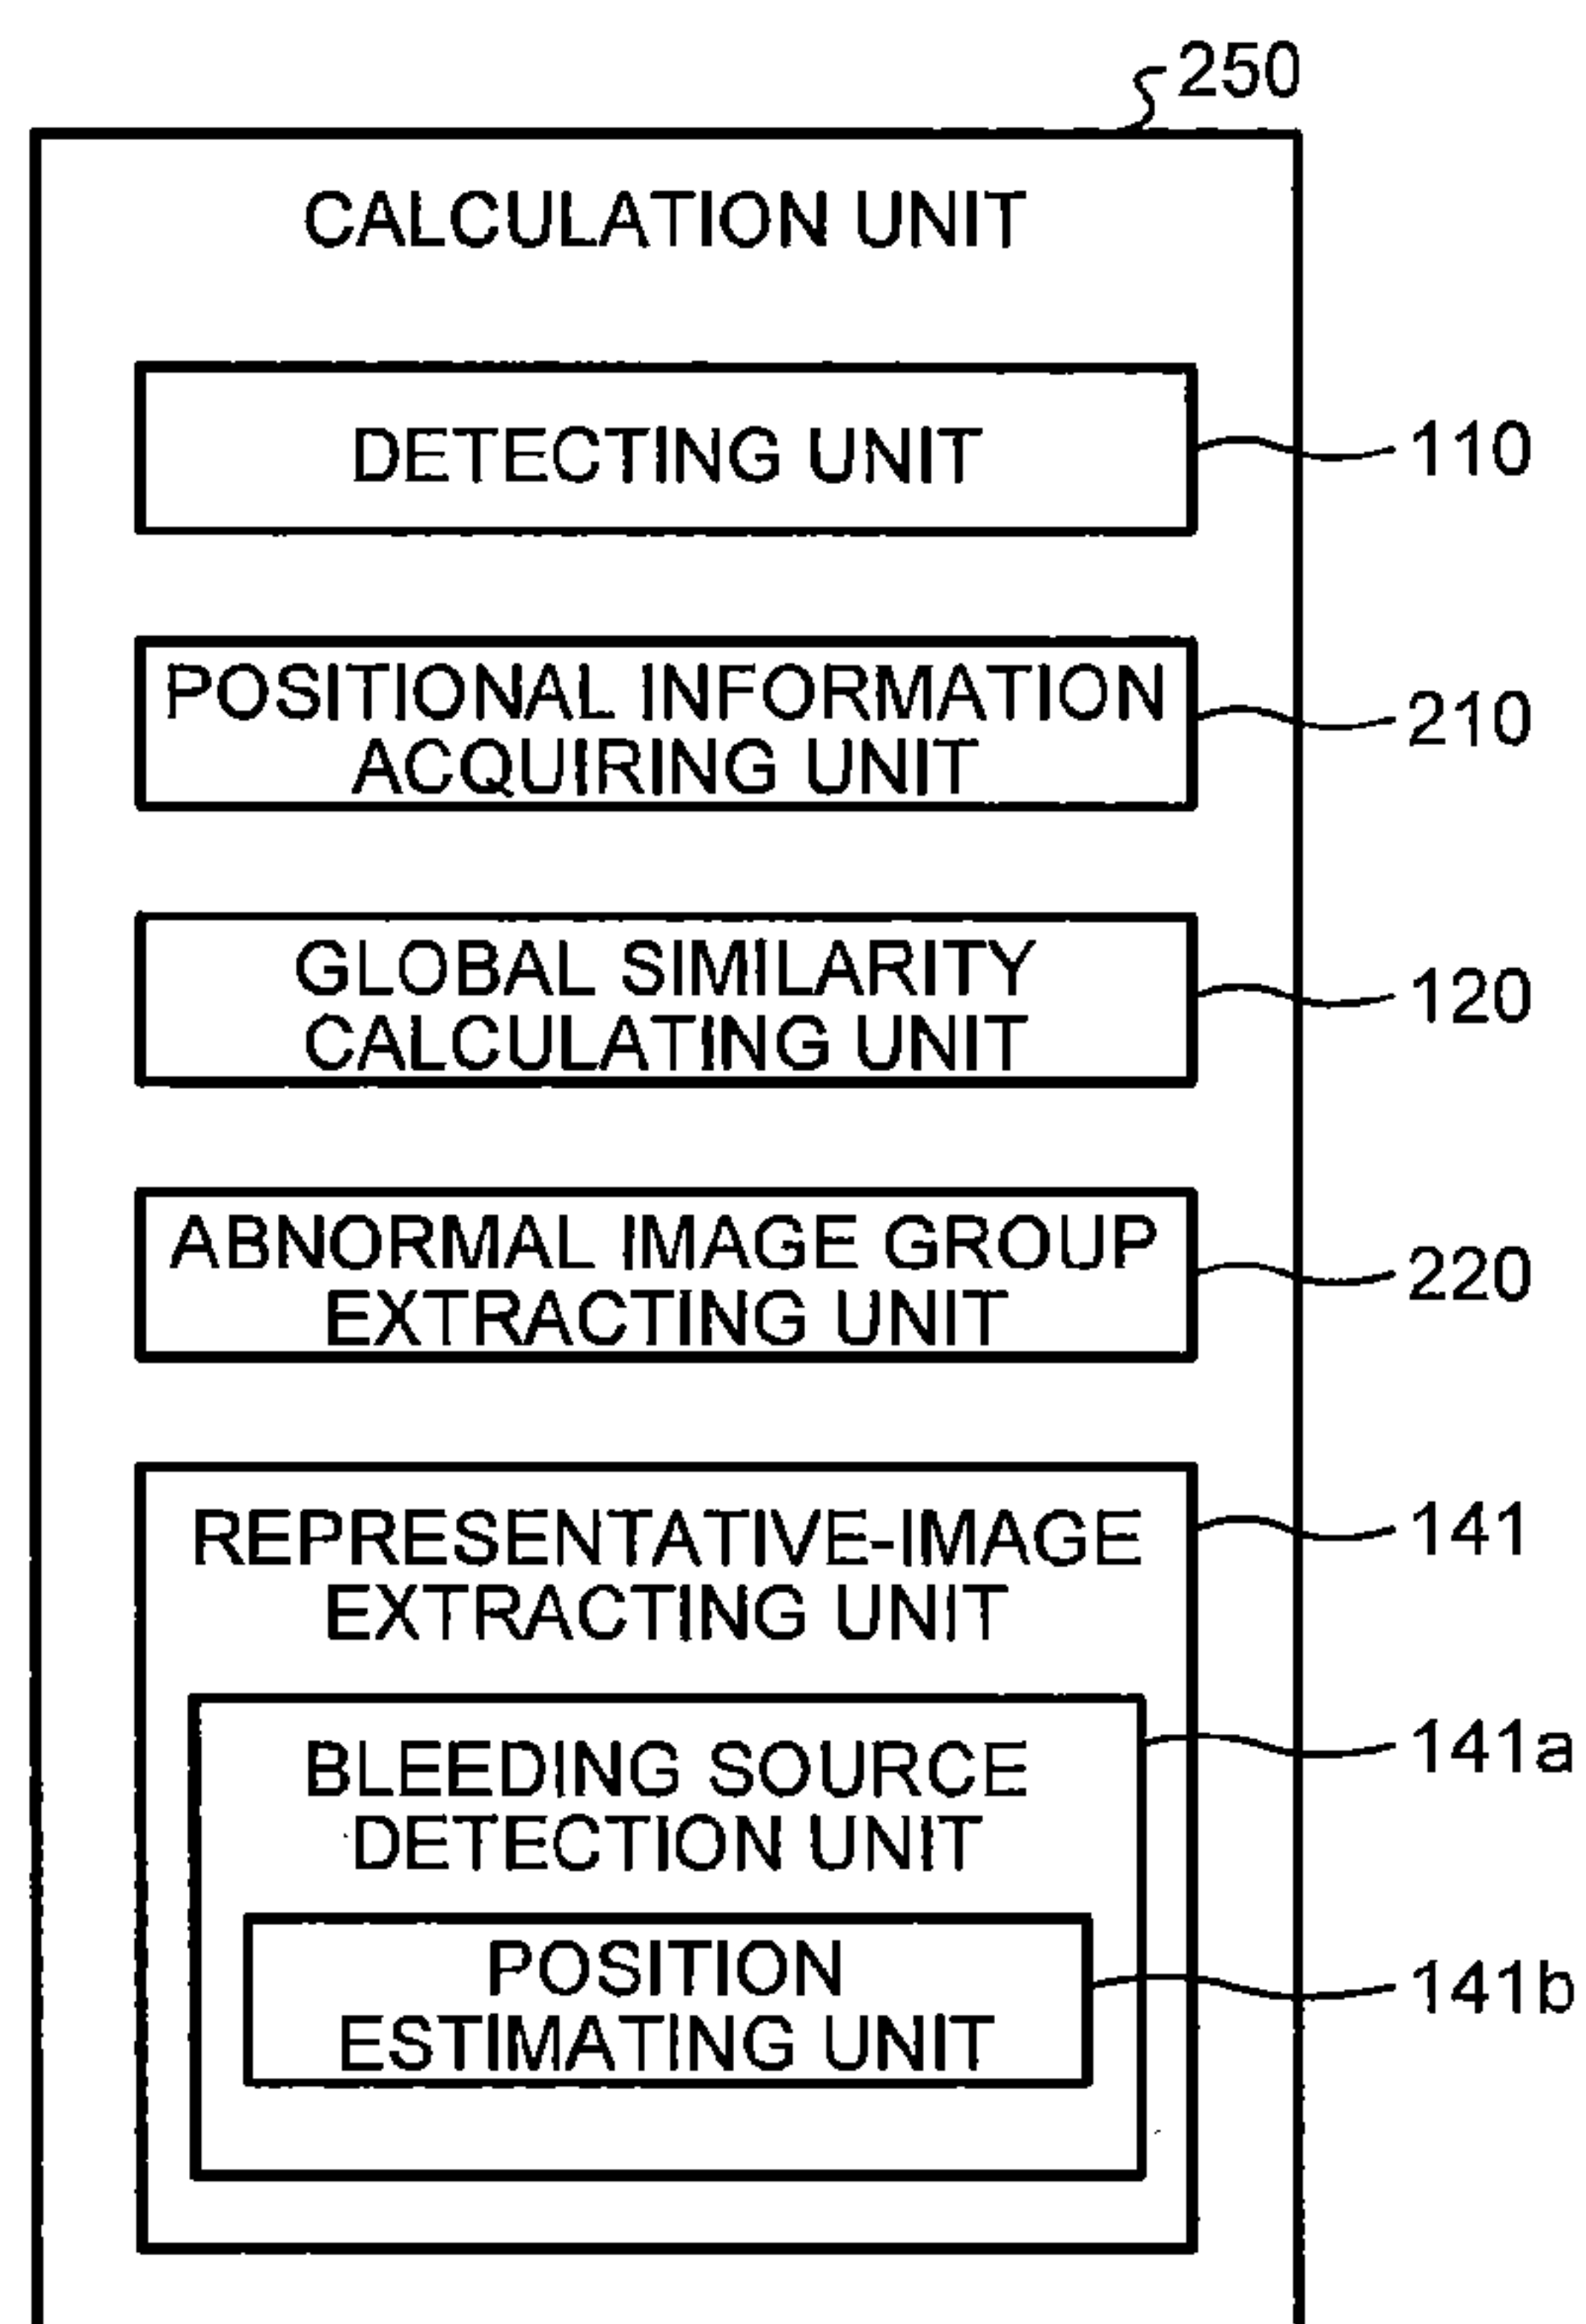 250
CALCULATION UNIT
DETECTING UNIT
110
POSITIONAL INFORMATION
ACQUIRING UNIT
210
GLOBAL SIMILARITY
CALCULATING UNIT
120
ABNORMAL IMAGE GROUP
EXTRACTING UNIT
220
REPRESENTATIVE-IMAGE
EXTRACTING UNIT
141
BLEEDING SOURCE
DETECTION UNIT
141a
POSITION
ESTIMATING UNIT
141b